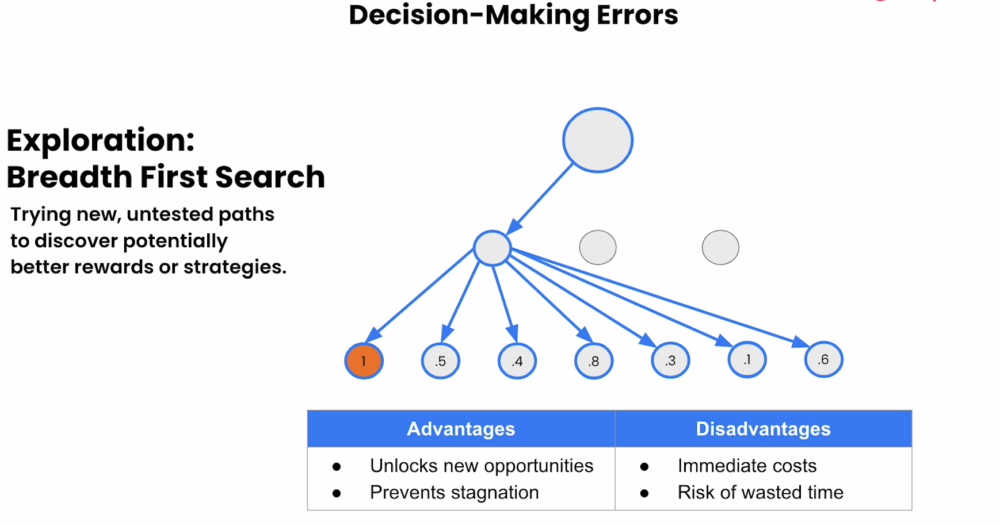 Decision-Making Errors
Exploration:
Breadth First Search
Trying new, untested paths
to discover potentially
better rewards or strategies.
1 .5 .4 .8 .3 .1 .6
Advantages Disadvantages
● Unlocks new opportunities ● Immediate costs
● Prevents stagnation ● Risk of wasted time